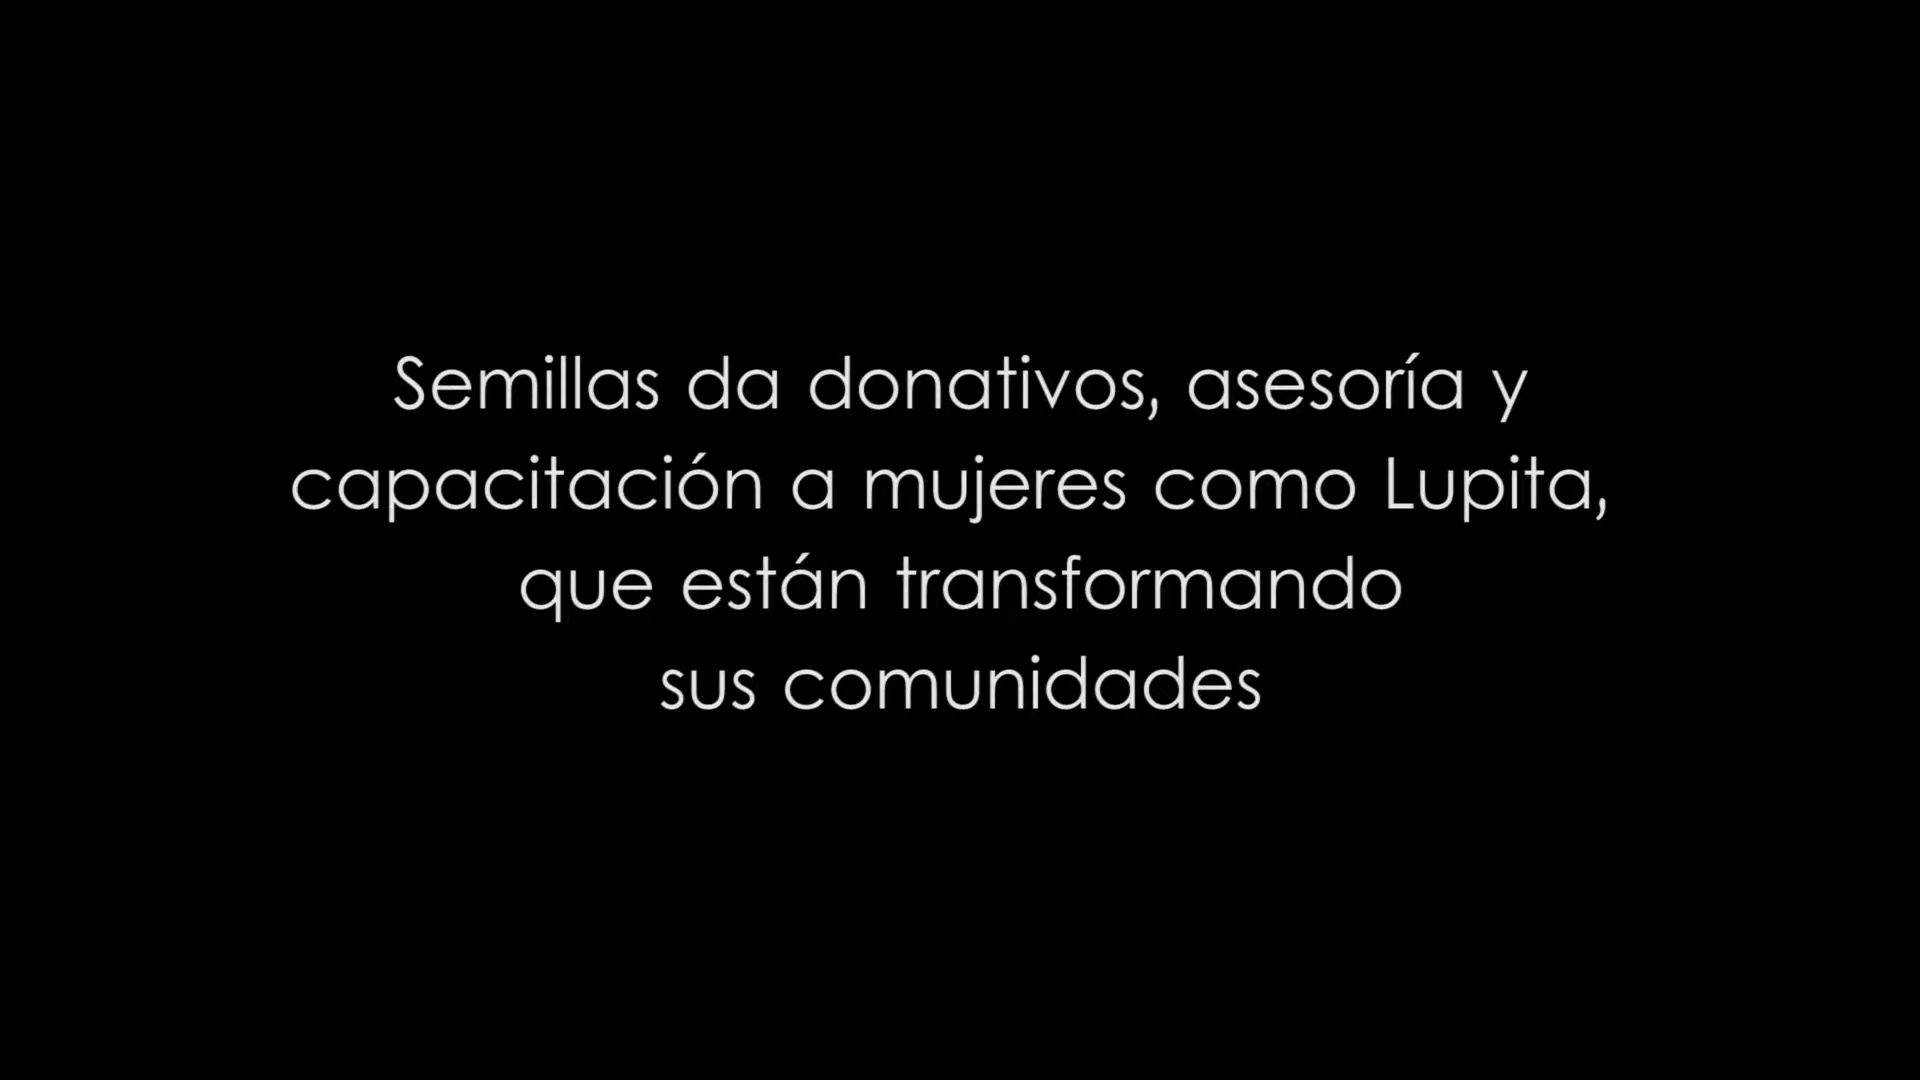 Semillas da donativos, asesoría y
capacitación a mujeres como Lupita,
que están transformando
sus comunidades